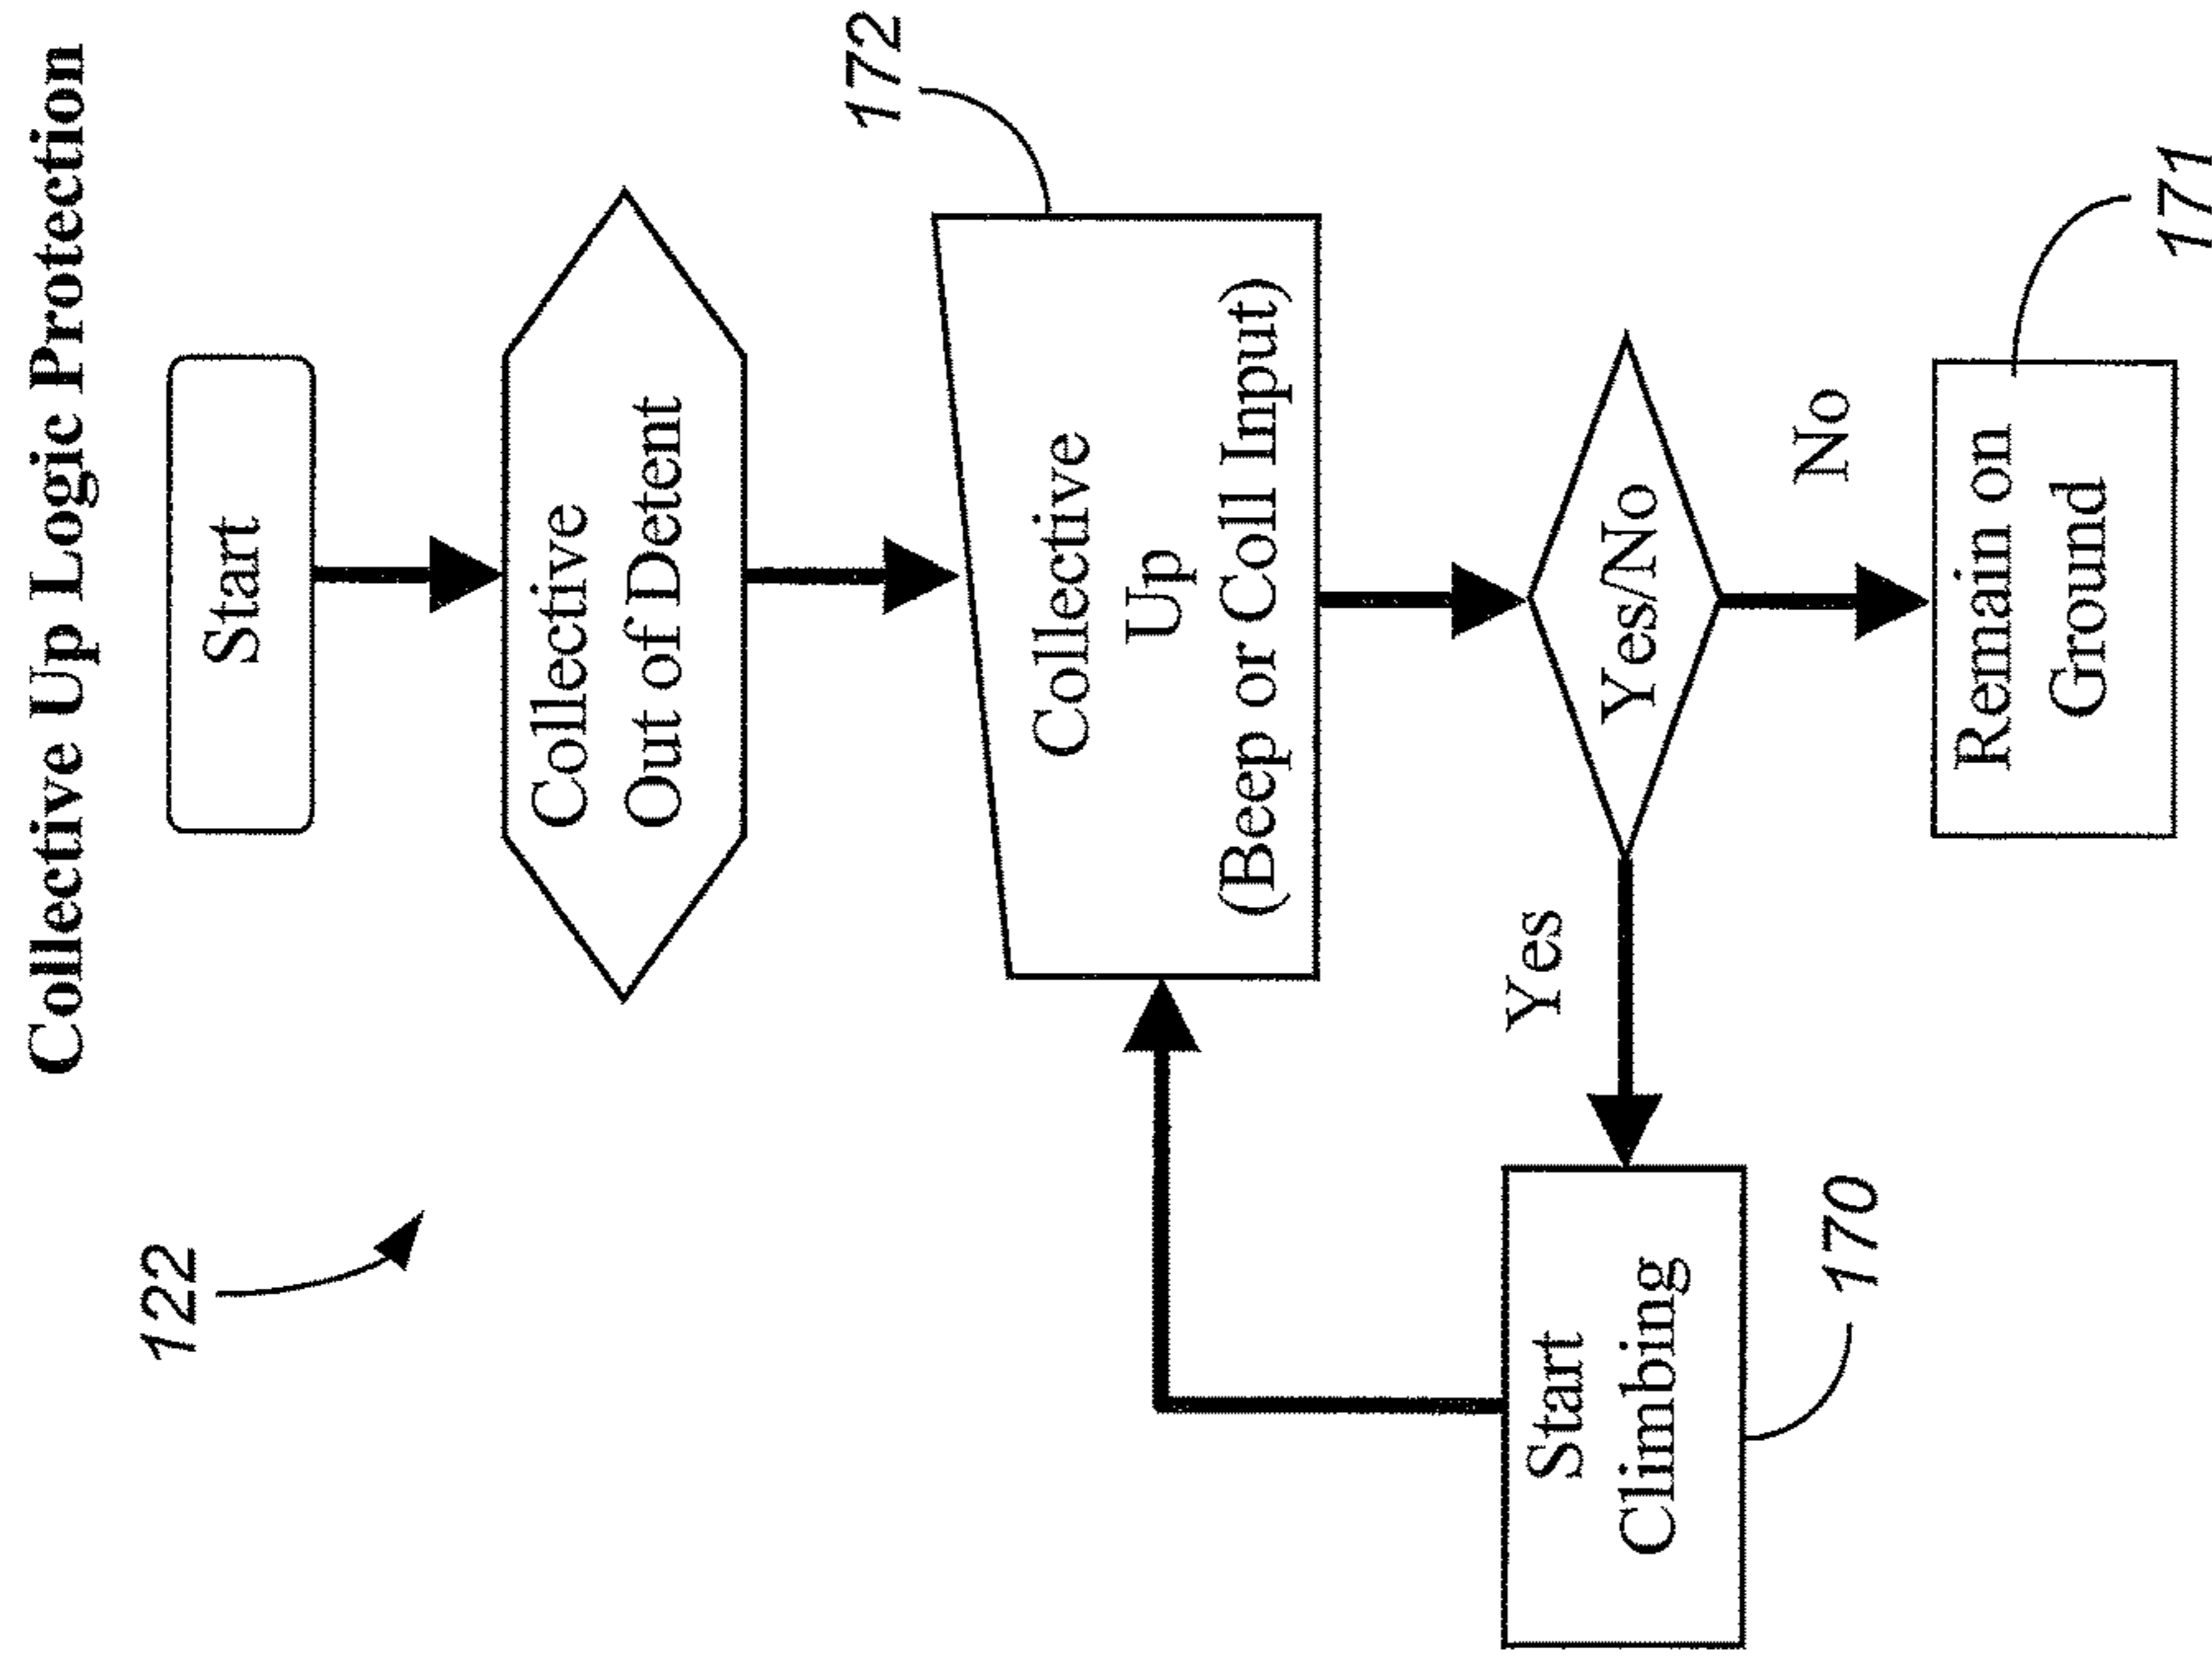 Collective Up Logic Protection
122
Start
Collective
Out of Detent
172
Collective
Up
(Beep or Coll Input)
Yes/No
Yes
No
Start
Climbing
170
Remain on
Ground
171